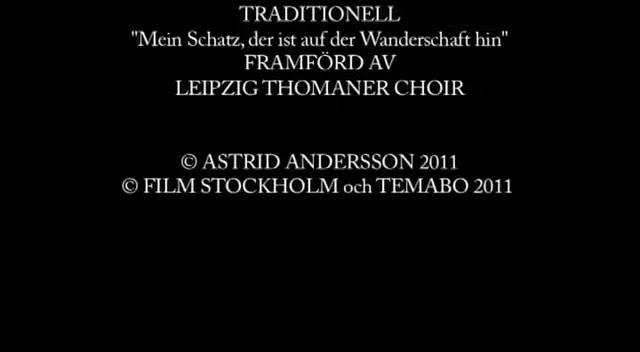 TRADITIONELL
"Mein Schatz, der ist auf der Wanderschaft hin"
FRAMFÖRD AV
LEIPZIG THOMANER CHOIR
© ASTRID ANDERSSON 2011
© FILM STOCKHOLM och TEMABO 2011